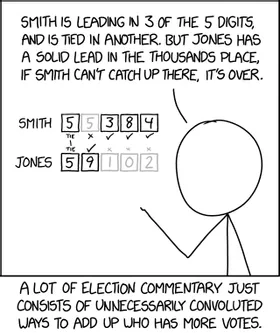 SMITH IS LEADING IN 3 OF THE 5 DIGITS,
AND IS TIED IN ANOTHER. BUT JONES HAS
A SOLID LEAD IN THE THOUSANDS PLACE,
IF SMITH CAN'T CATCH UP THERE, IT'S OVER.
SMITH 5 5 3 8 4
TIE x ✓ ✓ ✓
TIE ✓ x x x
JONES 5 9 1 0 2
A LOT OF ELECTION COMMENTARY JUST
CONSISTS OF UNNECESSARILY CONVOLUTED
WAYS TO ADD UP WHO HAS MORE VOTES.